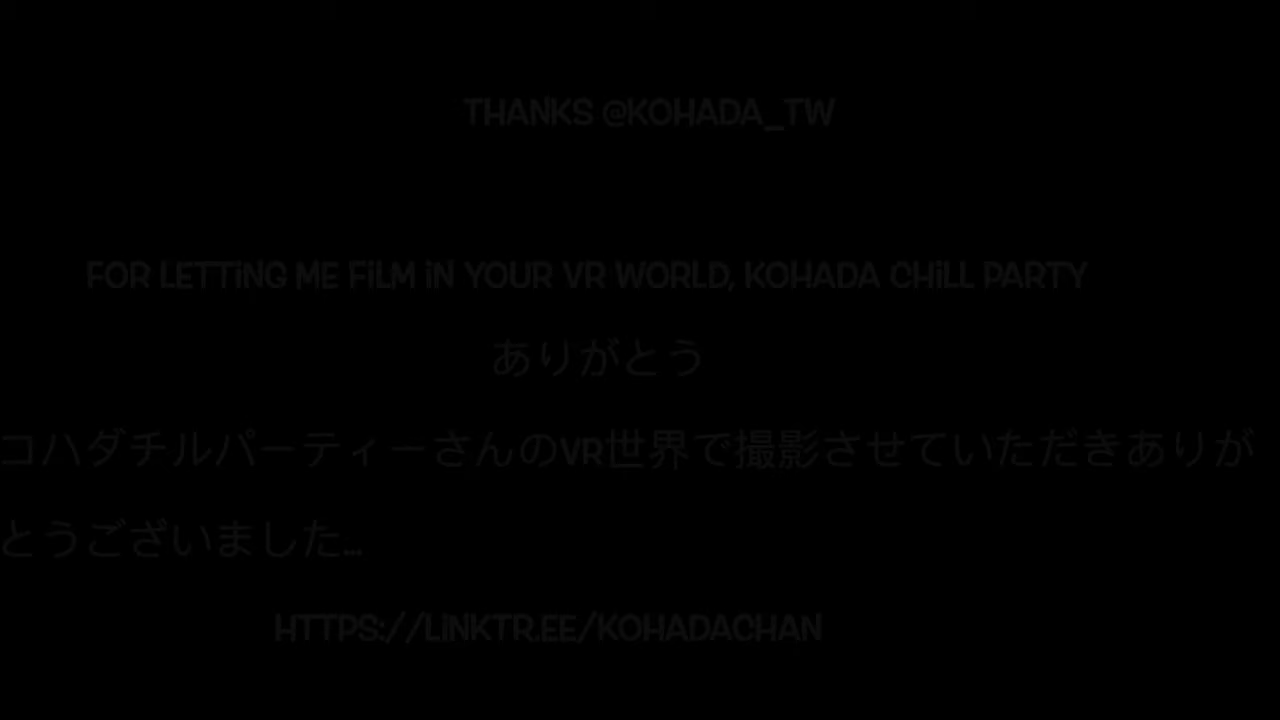 THANKS @KOHADA_TW
FOR LETTING ME FILM IN YOUR VR WORLD, KOHADA CHILL PARTY
ありがとう
コハダチルパーティーさんのVR世界で撮影させていただきありが
とうございました...
HTTPS://LINKTR.EE/KOHADACHAN